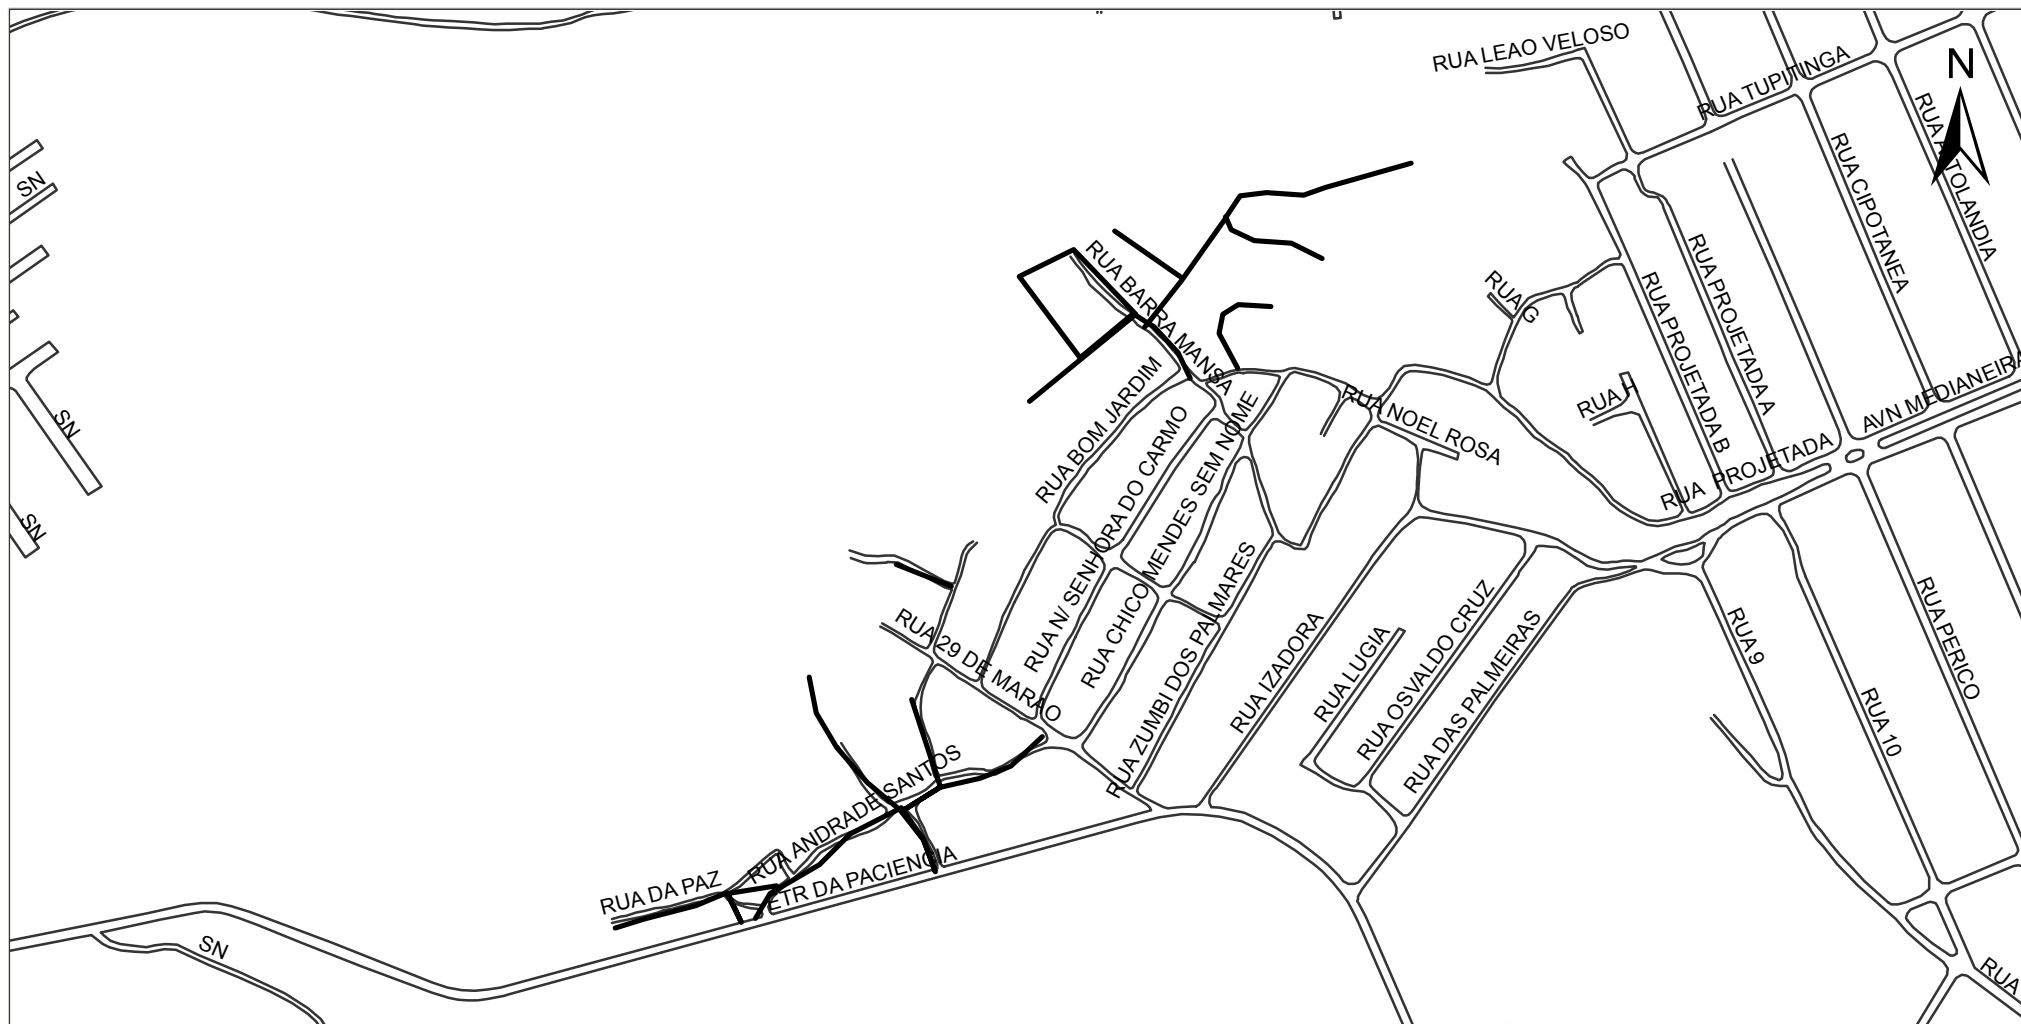 RUA LEAO VELOSO
N
RUA TUPITINGA
RUA CIPOTANEA
SN
RUA BARRA MANSA
RUA PROJETADA A
RUA G
RUA PROJETADA B
RUA H
AVN MEDIANEIRA
RUA NOEL ROSA
RUA BOM JARDIM
SN
RUA PROJETADA
SN
RUA N/ SENHORA DO CARMO
RUA CHICO MENDES SEM NOME
RUA ZUMBI DOS PALMARES
RUA 29 DE MARAO
RUA IZADORA
RUA LUGIA
RUA OSVALDO CRUZ
RUA DAS PALMEIRAS
RUA 9
RUA PERICO
RUA 10
RUA ANDRADE SANTOS
RUA DA PAZ
ETR DA PACIENCIA
SN
RUA